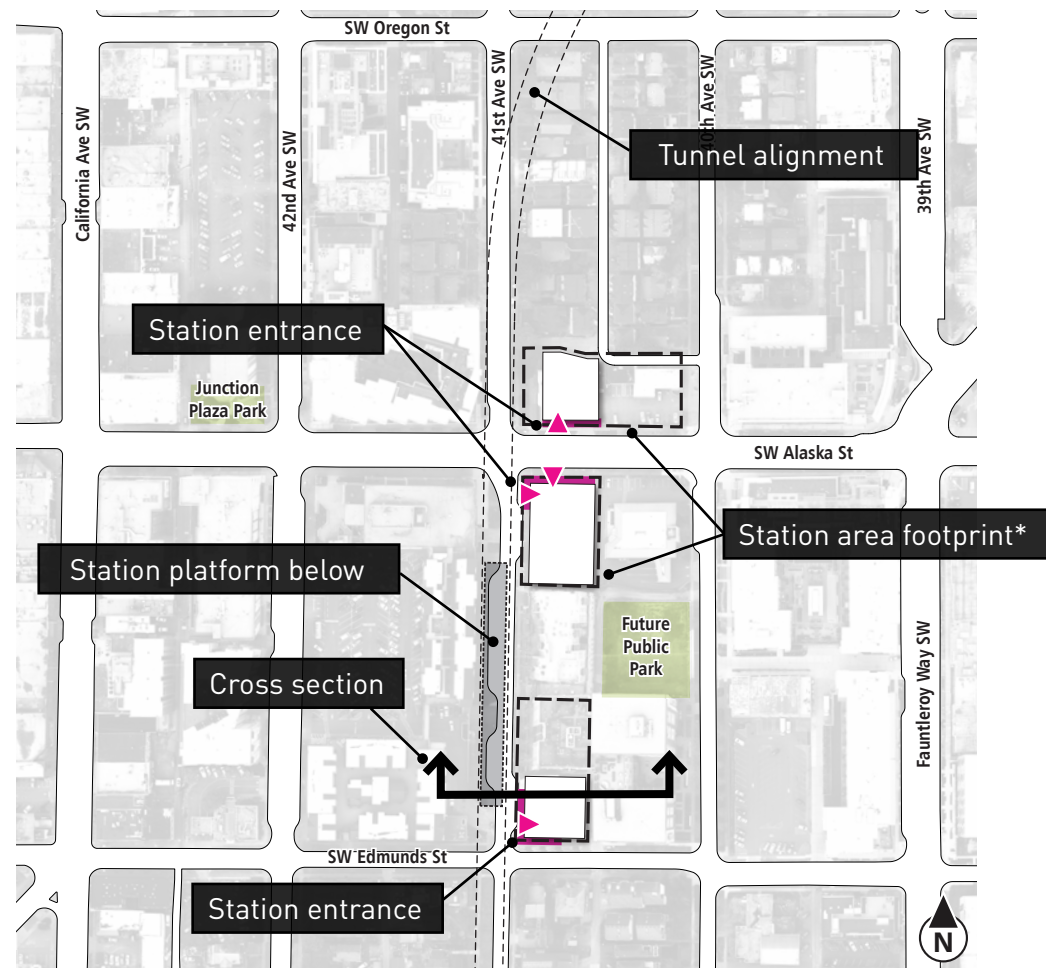 SW Oregon St
California Ave SW
42nd Ave SW
41st Ave SW
40th Ave SW
39th Ave SW
Tunnel alignment
Station entrance
Junction
Plaza Park
SW Alaska St
Station area footprint*
Station platform below
Future
Public
Park
Cross section
Fauntleroy Way SW
SW Edmunds St
Station entrance
N